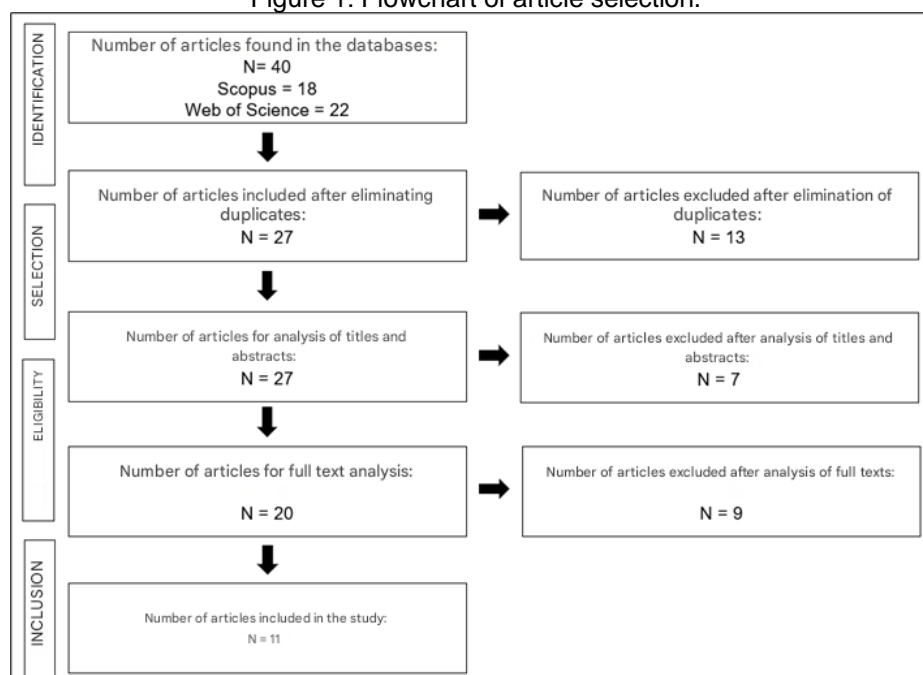 Figure 1. Flowchart of article selection.
IDENTIFICATION
Number of articles found in the databases:
N= 40
Scopus = 18
Web of Science = 22
SELECTION
Number of articles included after eliminating
duplicates:
N = 27
Number of articles excluded after elimination of
duplicates:
N = 13
ELIGIBILITY
Number of articles for analysis of titles and
abstracts:
N = 27
Number of articles excluded after analysis of titles and
abstracts:
N = 7
Number of articles for full text analysis:
N = 20
Number of articles excluded after analysis of full texts:
N = 9
INCLUSION
Number of articles included in the study:
N = 11